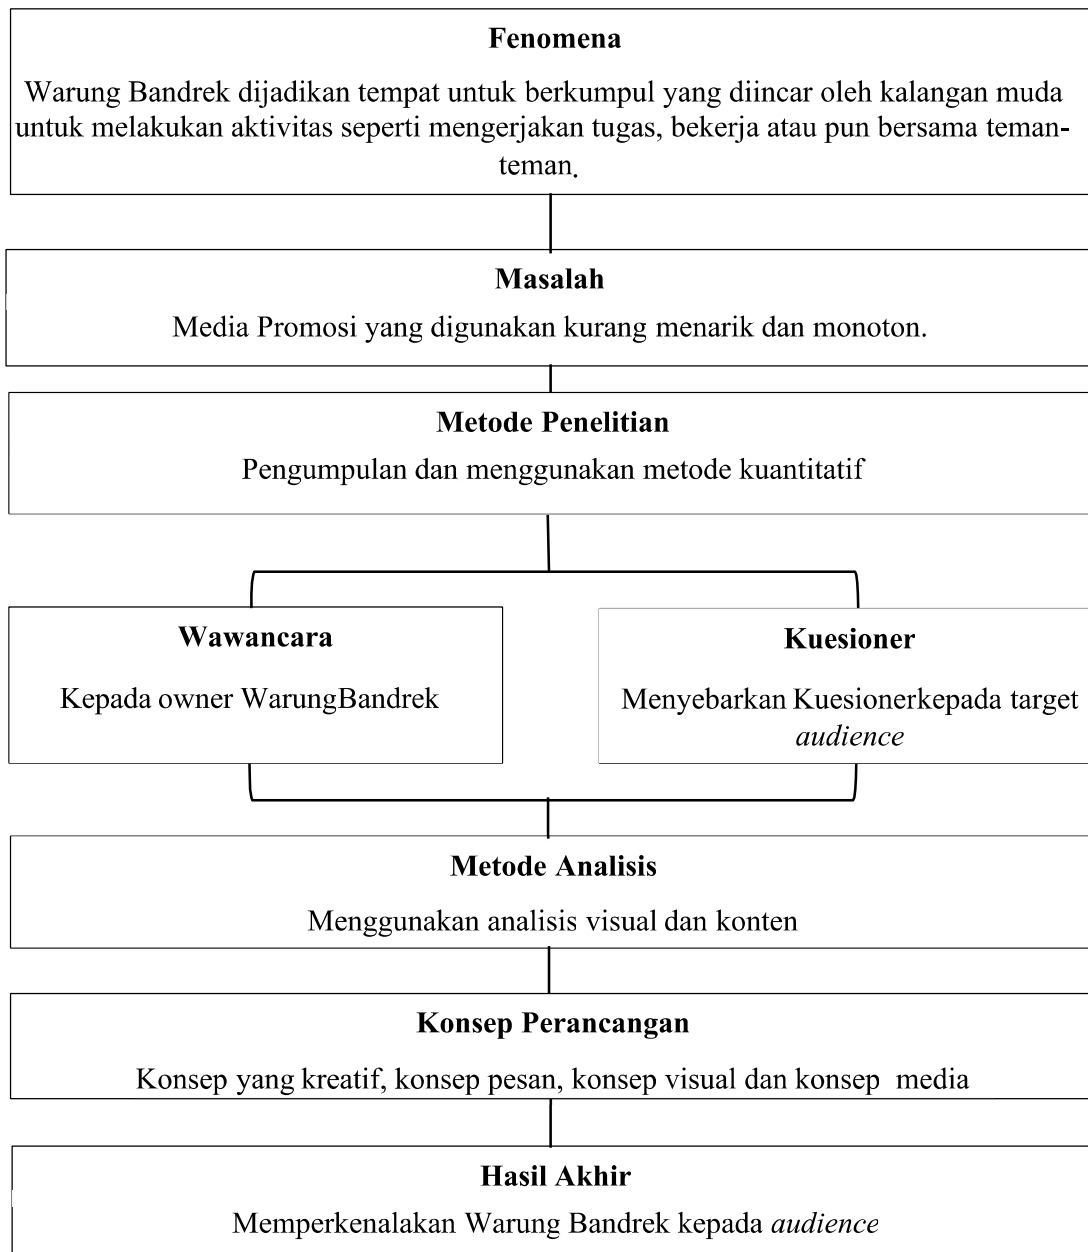 Fenomena
Warung Bandrek dijadikan tempat untuk berkumpul yang diincar oleh kalangan muda
untuk melakukan aktivitas seperti mengerjakan tugas, bekerja atau pun bersama teman-
teman.
Masalah
Media Promosi yang digunakan kurang menarik dan monoton.
Metode Penelitian
Pengumpulan dan menggunakan metode kuantitatif
Wawancara
Kepada owner WarungBandrek
Kuesioner
Menyebarkan Kuesionerkepada target
audience
Metode Analisis
Menggunakan analisis visual dan konten
Konsep Perancangan
Konsep yang kreatif, konsep pesan, konsep visual dan konsep media
Hasil Akhir
Memperkenalakan Warung Bandrek kepada audience